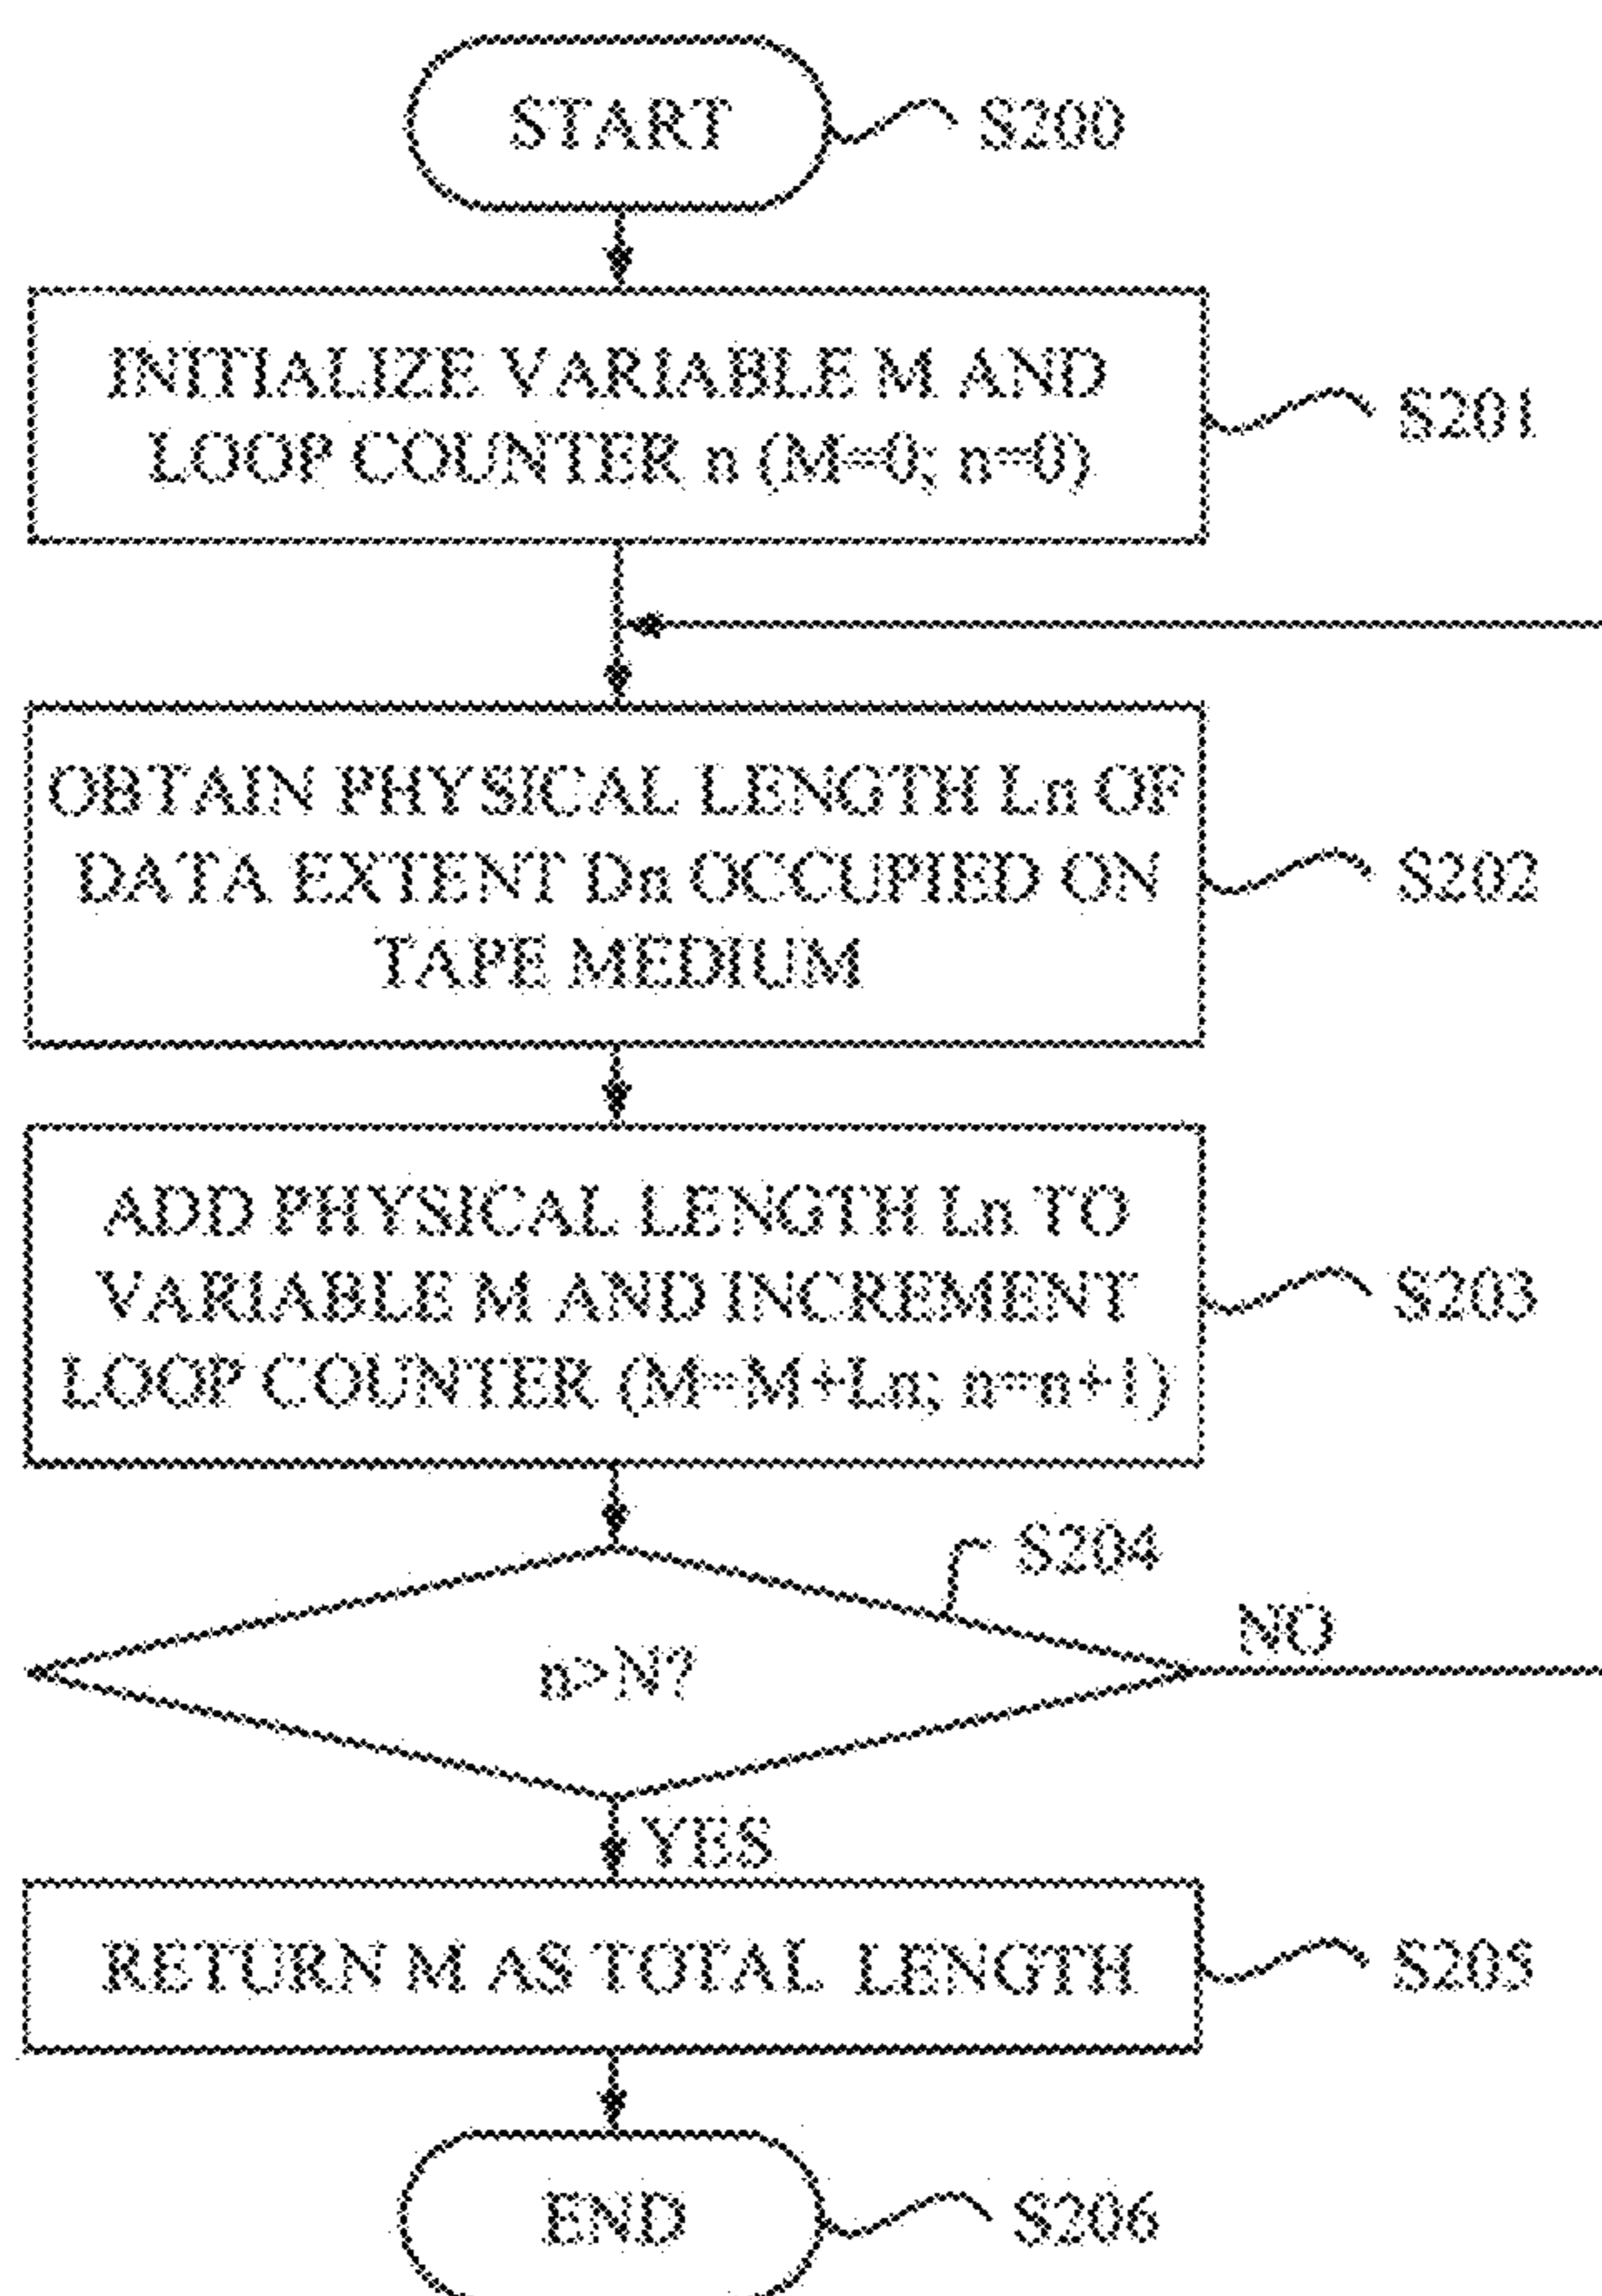 START
S200
INITIALIZE VARIABLE M AND
LOOP COUNTER n (M=0; n=0)
S201
OBTAIN PHYSICAL LENGTH Ln OF
DATA EXTENT Dn OCCUPIED ON
TAPE MEDIUM
S202
ADD PHYSICAL LENGTH Ln TO
VARIABLE M AND INCREMENT
LOOP COUNTER (M=M+Ln; n=n+1)
S203
S204
n>N?
NO
YES
RETURN M AS TOTAL LENGTH
S205
END
S206